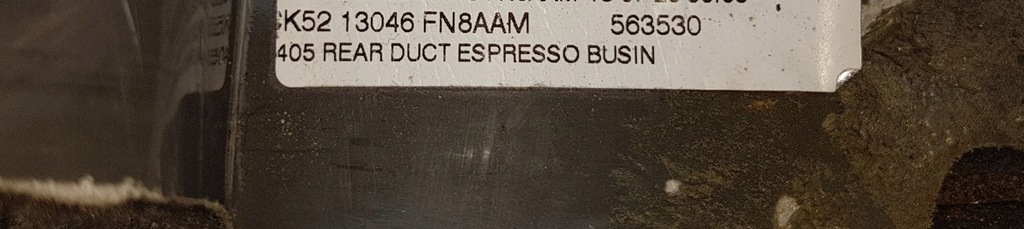 CK52 13046 FN8AAM 563530
405 REAR DUCT ESPRESSO BUSIN